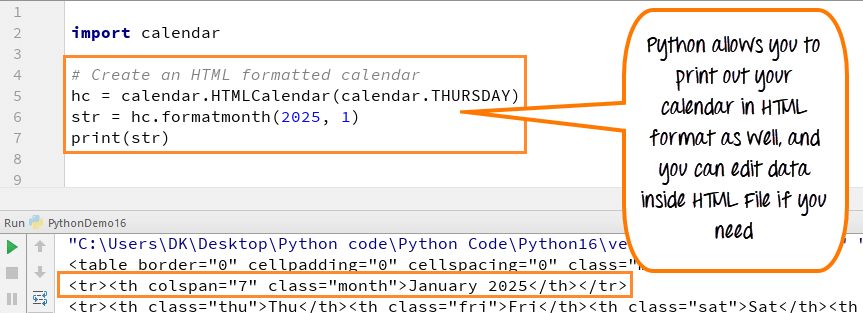 1
2 import calendar
3
4 # Create an HTML formatted calendar
5 hc = calendar.HTMLCalendar(calendar.THURSDAY)
6 str = hc.formatmonth(2025, 1)
7 print(str)
8
9
Python allows you to
print out your
calendar in HTML
format as well, and
you can edit data
inside HTML File if you
need
Run PythonDemo16
"C:\Users\DK\Desktop\Python code\Python Code\Python16\ve
<table border="0" cellpadding="0" cellspacing="0" class="
<tr><th colspan="7" class="month">January 2025</th></tr>
<tr><th class="thu">Thu</th><th class="fri">Fri</th><th class="sat">Sat</th><th